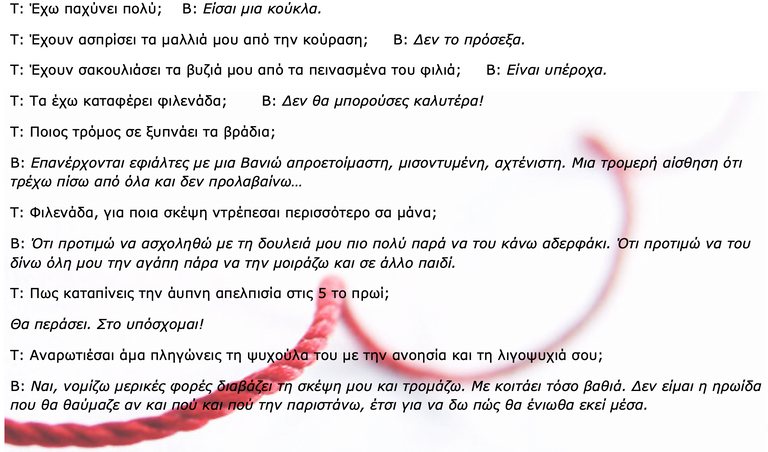 Τ: Έχω παχύνει πολύ; Β: Είσαι μια κούκλα.
Τ: Έχουν ασπρίσει τα μαλλιά μου από την κούραση; Β: Δεν το πρόσεξα.
Τ: Έχουν σακουλιάσει τα βυζιά μου από τα πεινασμένα του φιλιά; Β: Είναι υπέροχα.
Τ: Τα έχω καταφέρει φιλενάδα; Β: Δεν θα μπορούσες καλυτέρα!
Τ: Ποιος τρόμος σε ξυπνάει τα βράδια;
Β: Επανέρχονται εφιάλτες με μια Βανιώ απροετοίμαστη, μισοντυμένη, αχτένιστη. Μια τρομερή αίσθηση ότι
τρέχω πίσω από όλα και δεν προλαβαίνω...
Τ: Φιλενάδα, για ποια σκέψη ντρέπεσαι περισσότερο σα μάνα;
Β: Ότι προτιμώ να ασχοληθώ με τη δουλειά μου πιο πολύ παρά να του κάνω αδερφάκι. Ότι προτιμώ να του
δίνω όλη μου την αγάπη πάρα να την μοιράζω και σε άλλο παιδί.
Τ: Πως καταπίνεις την άυπνη απελπισία στις 5 το πρωί;
Θα περάσει. Στο υπόσχομαι!
Τ: Αναρωτιέσαι άμα πληγώνεις τη ψυχούλα του με την ανοησία και τη λιγοψυχιά σου;
Β: Ναι, νομίζω μερικές φορές διαβάζει τη σκέψη μου και τρομάζω. Με κοιτάει τόσο βαθιά. Δεν είμαι η ηρωίδα
που θα θαύμαζε αν και πού και πού την παριστάνω, έτσι για να δω πώς θα ένιωθα εκεί μέσα.